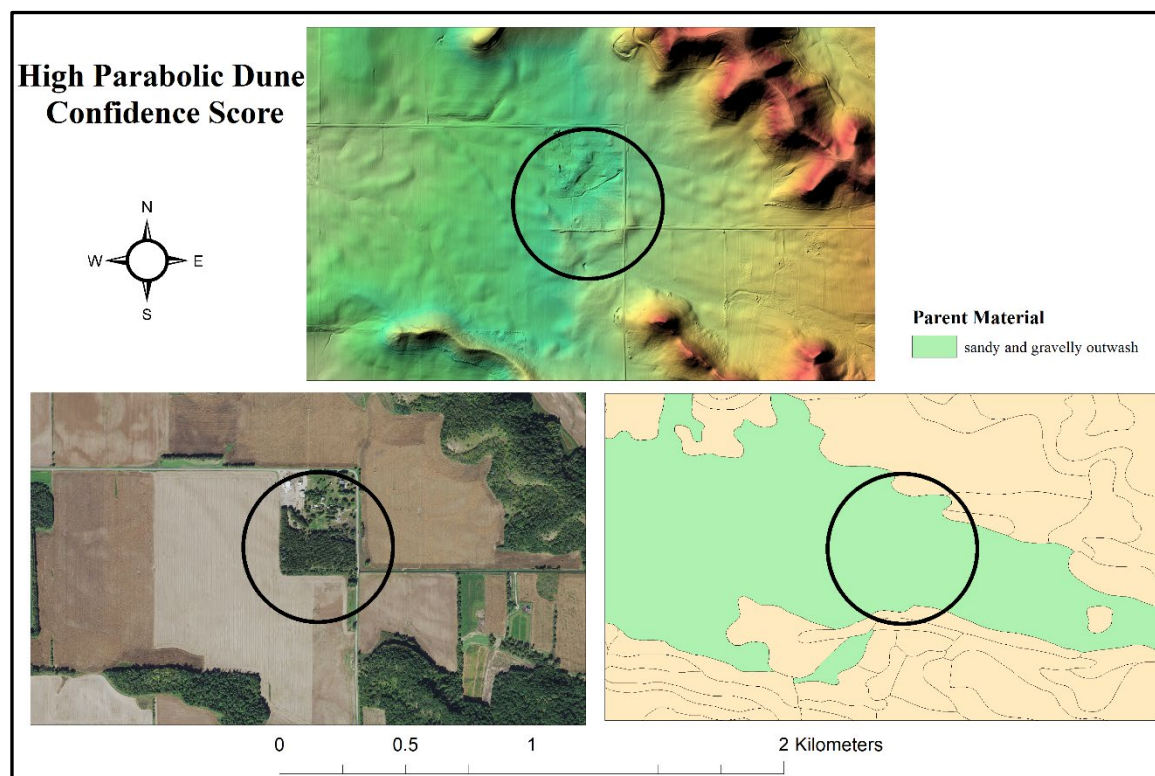 High Parabolic Dune
Confidence Score
N
W
E
S
Parent Material
sandy and gravelly outwash
0
0.5
1
2 Kilometers